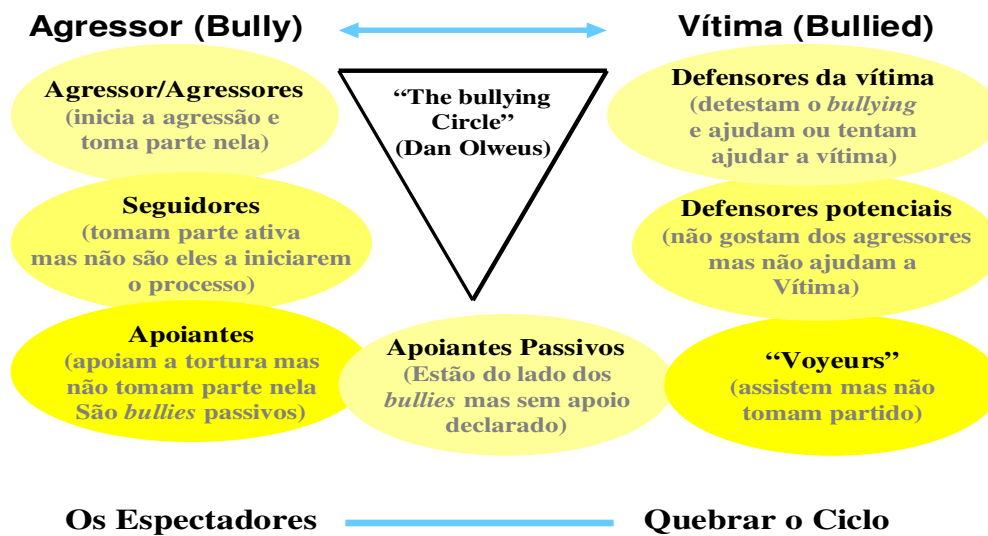 Agressor (Bully)
Vítima (Bullied)
Agressor/Agressores
(inicia a agressão e
toma parte nela)
“The bullying
Circle”
(Dan Olweus)
Defensores da vítima
(detestam o bullying
e ajudam ou tentam
ajudar a vítima)
Seguidores
(tomam parte ativa
mas não são eles a iniciarem
o processo)
Defensores potenciais
(não gostam dos agressores
mas não ajudam a
Vítima)
Apoiantes
(apoiam a tortura mas
não tomam parte nela
São bullies passivos)
Apoiantes Passivos
(Estão do lado dos
bullies mas sem apoio
declarado)
“Voyeurs”
(assistem mas não
tomam partido)
Os Espectadores
Quebrar o Ciclo